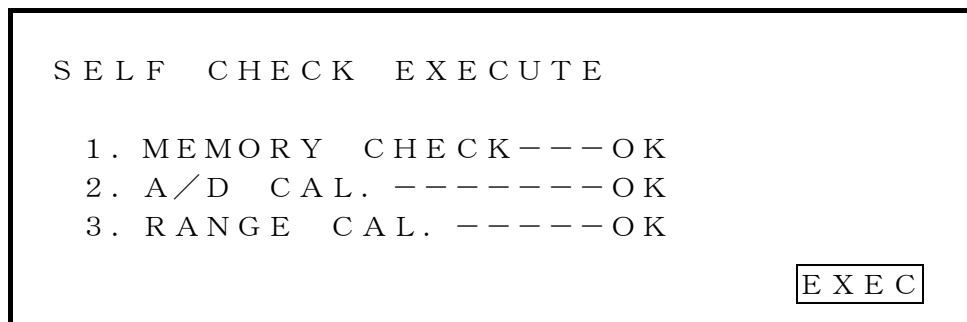 SELF CHECK EXECUTE
1. MEMORY CHECK−−−OK
2. A／D CAL. −−−−−−−OK
3. RANGE CAL. −−−−−OK
EXEC